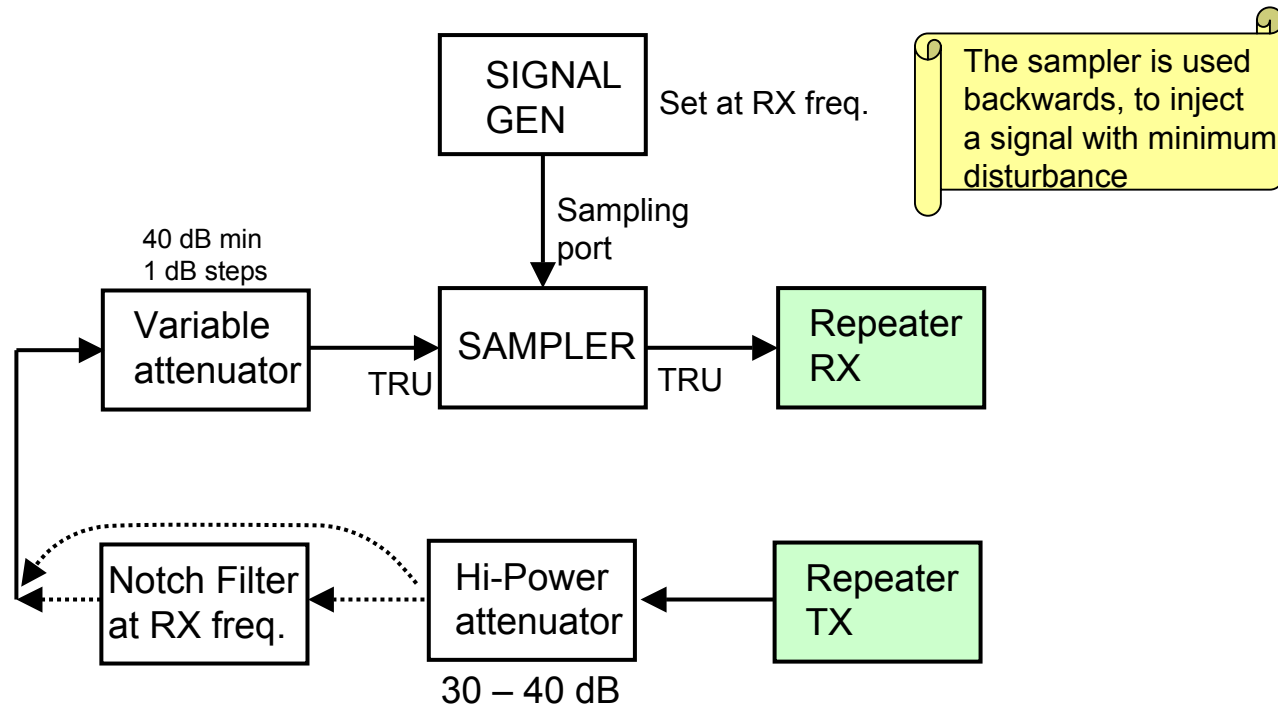 SIGNAL
GEN
Set at RX freq.
The sampler is used
backwards, to inject
a signal with minimum
disturbance
Sampling
port
40 dB min
1 dB steps
Variable
attenuator
TRU
SAMPLER
TRU
Repeater
RX
Notch Filter
at RX freq.
Hi-Power
attenuator
30 – 40 dB
Repeater
TX